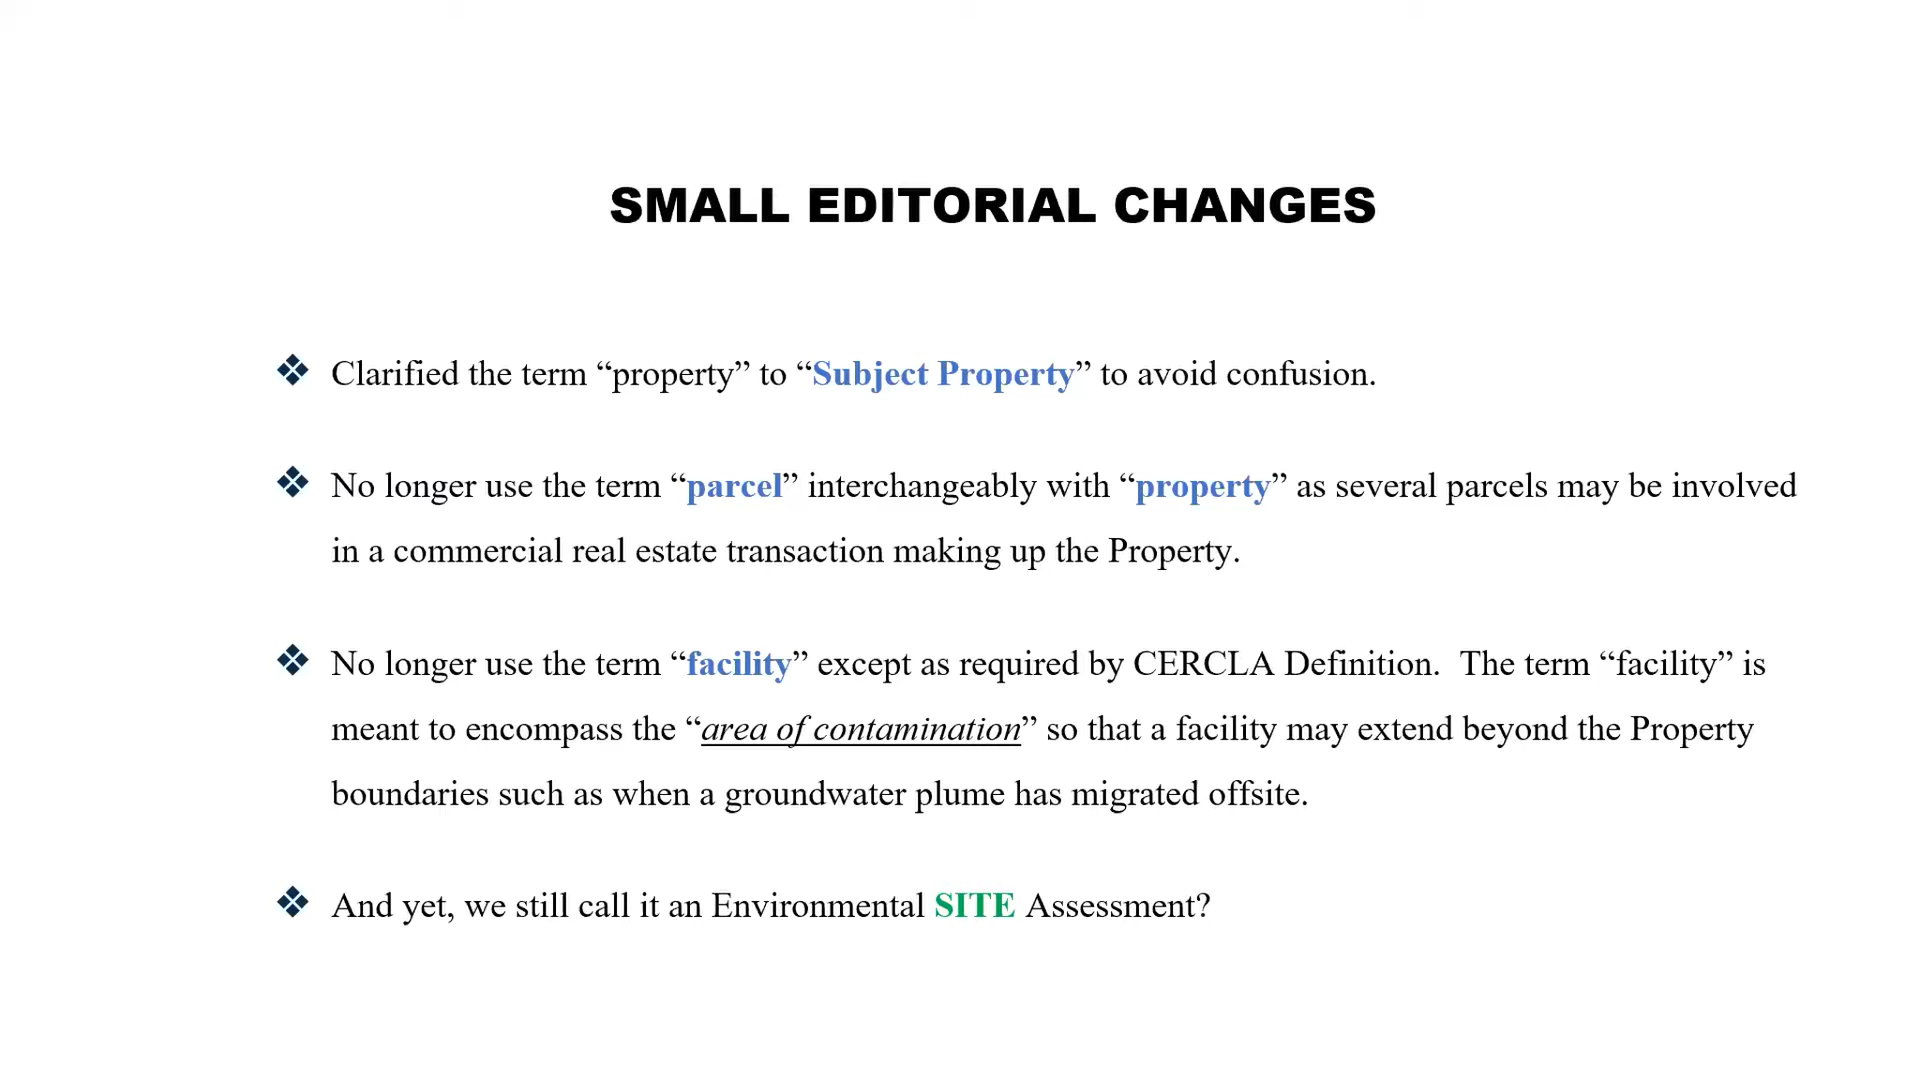 SMALL EDITORIAL CHANGES
❖ Clarified the term “property” to “Subject Property” to avoid confusion.
❖ No longer use the term “parcel” interchangeably with “property” as several parcels may be involved
in a commercial real estate transaction making up the Property.
❖ No longer use the term “facility” except as required by CERCLA Definition.  The term “facility” is
meant to encompass the “area of contamination” so that a facility may extend beyond the Property
boundaries such as when a groundwater plume has migrated offsite.
❖ And yet, we still call it an Environmental SITE Assessment?